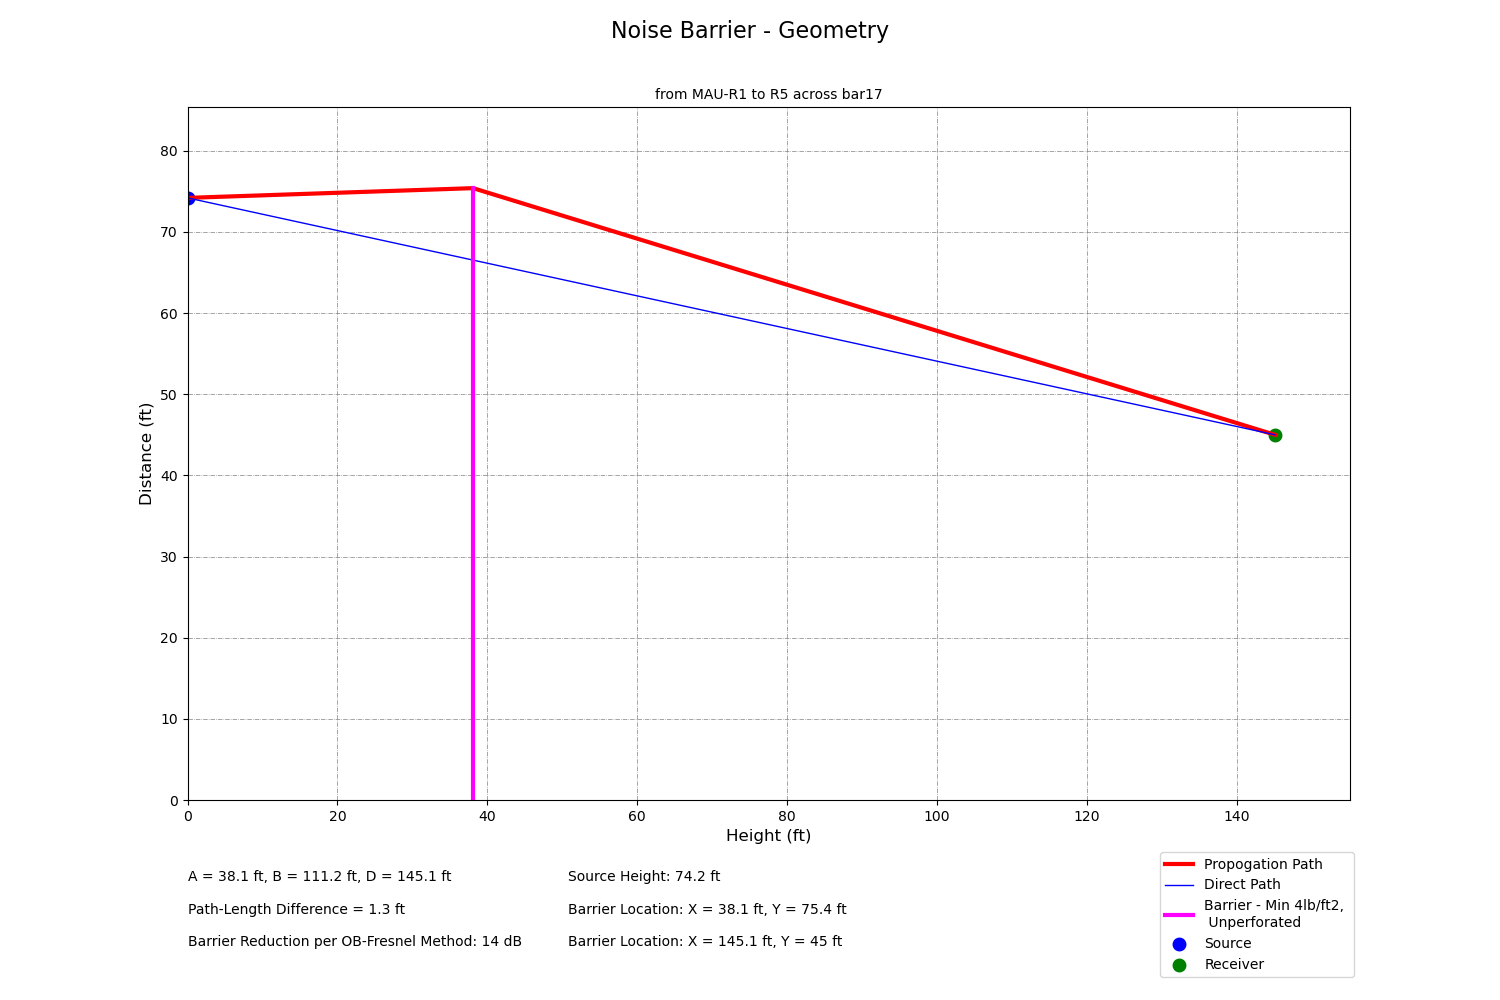 Noise Barrier - Geometry
from MAU-R1 to R5 across bar17
80
70
60
50
40
30
20
10
0
Distance (ft)
0 20 40 60 80 100 120 140
Height (ft)
A = 38.1 ft, B = 111.2 ft, D = 145.1 ft
Path-Length Difference = 1.3 ft
Barrier Reduction per OB-Fresnel Method: 14 dB
Source Height: 74.2 ft
Barrier Location: X = 38.1 ft, Y = 75.4 ft
Barrier Location: X = 145.1 ft, Y = 45 ft
Propogation Path
Direct Path
Barrier - Min 4lb/ft2,
Unperforated
Source
Receiver